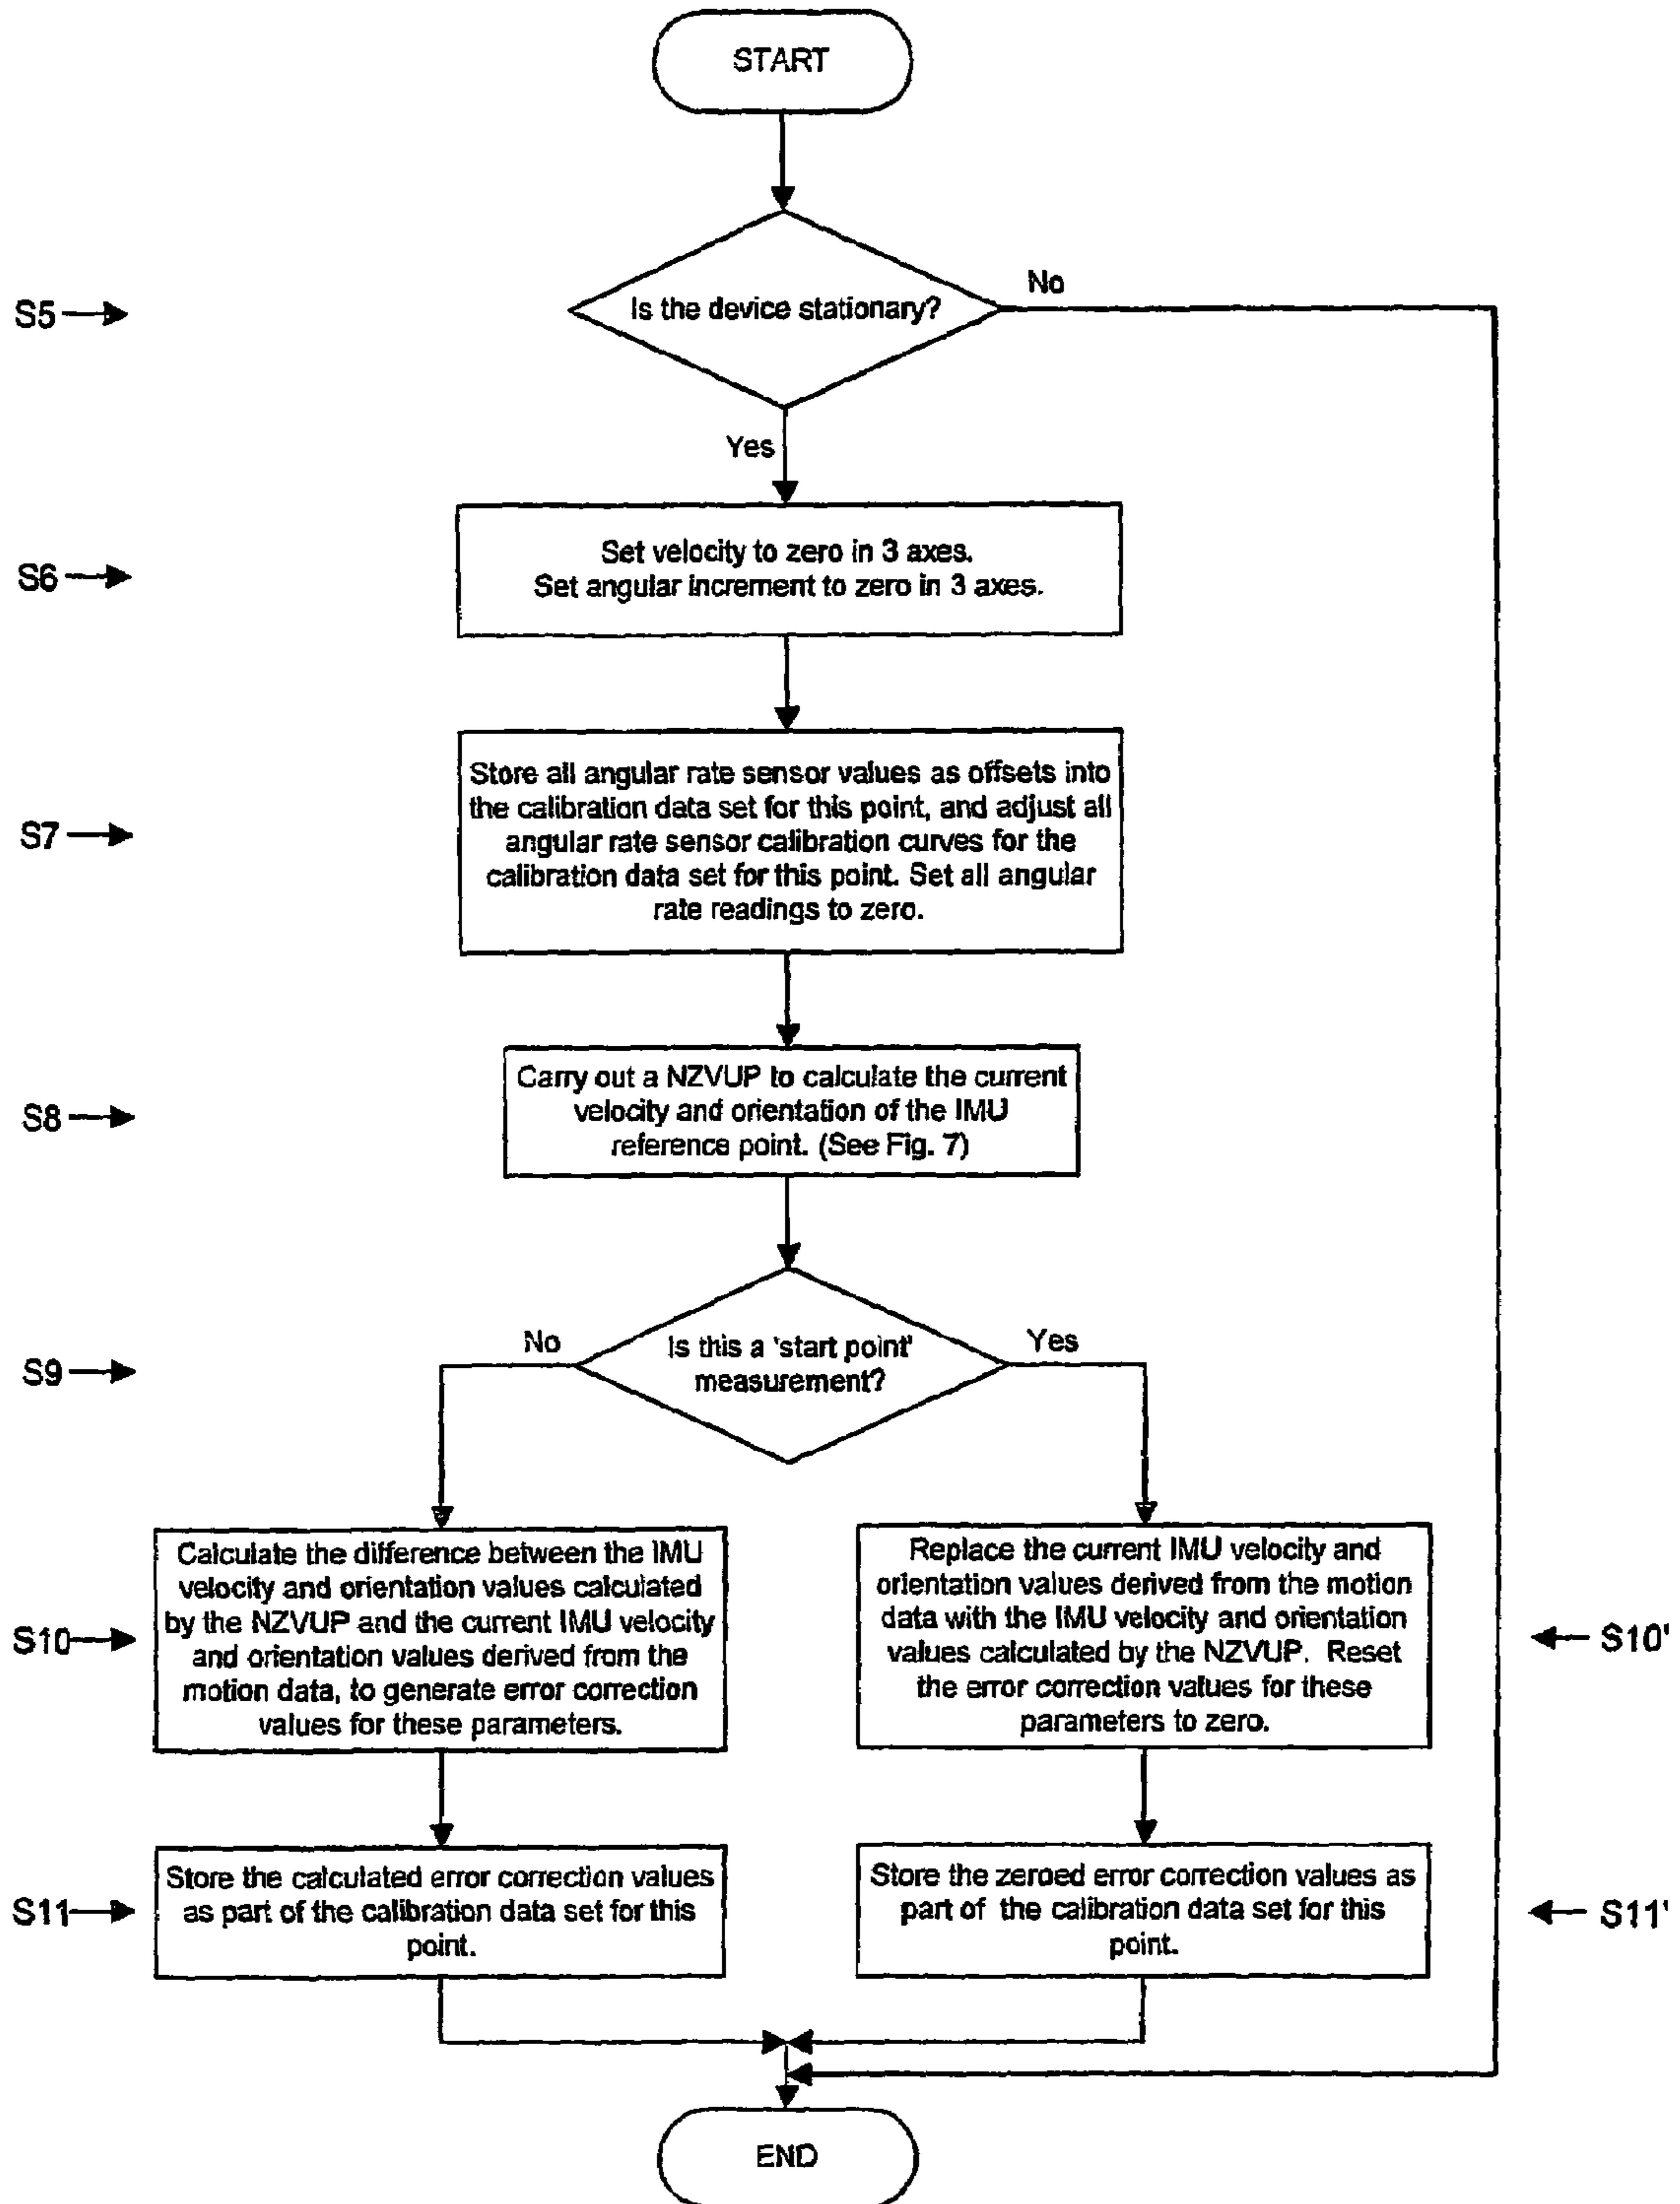 START
S5
Is the device stationary?
No
Yes
S6
Set velocity to zero in 3 axes.
Set angular increment to zero in 3 axes.
S7
Store all angular rate sensor values as offsets into
the calibration data set for this point, and adjust all
angular rate sensor calibration curves for the
calibration data set for this point. Set all angular
rate readings to zero.
S8
Carry out a NZVUP to calculate the current
velocity and orientation of the IMU
reference point. (See Fig. 7)
S9
No
Is this a 'start point'
measurement?
Yes
S10
Calculate the difference between the IMU
velocity and orientation values calculated
by the NZVUP and the current IMU velocity
and orientation values derived from the
motion data, to generate error correction
values for these parameters.
Replace the current IMU velocity and
orientation values derived from the motion
data with the IMU velocity and orientation
values calculated by the NZVUP. Reset
the error correction values for these
parameters to zero.
S10'
S11
Store the calculated error correction values
as part of the calibration data set for this
point.
Store the zeroed error correction values as
part of the calibration data set for this
point.
S11'
END